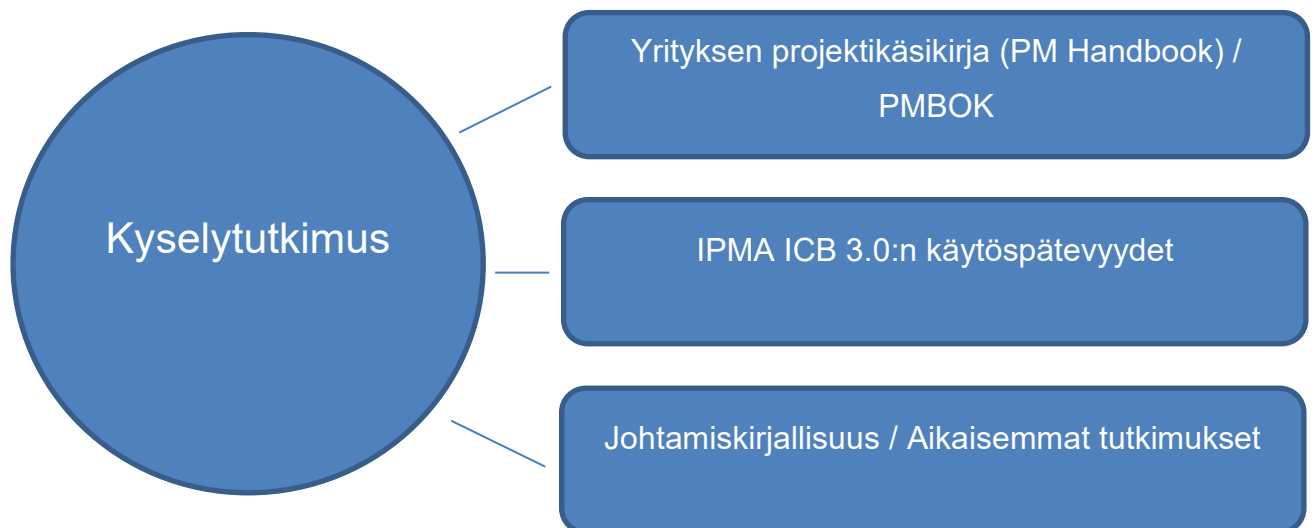 Kyselytutkimus
Yrityksen projektikäsikirja (PM Handbook) /
PMBOK
IPMA ICB 3.0:n käytöspätevyydet
Johtamiskirjallisuus / Aikaisemmat tutkimukset